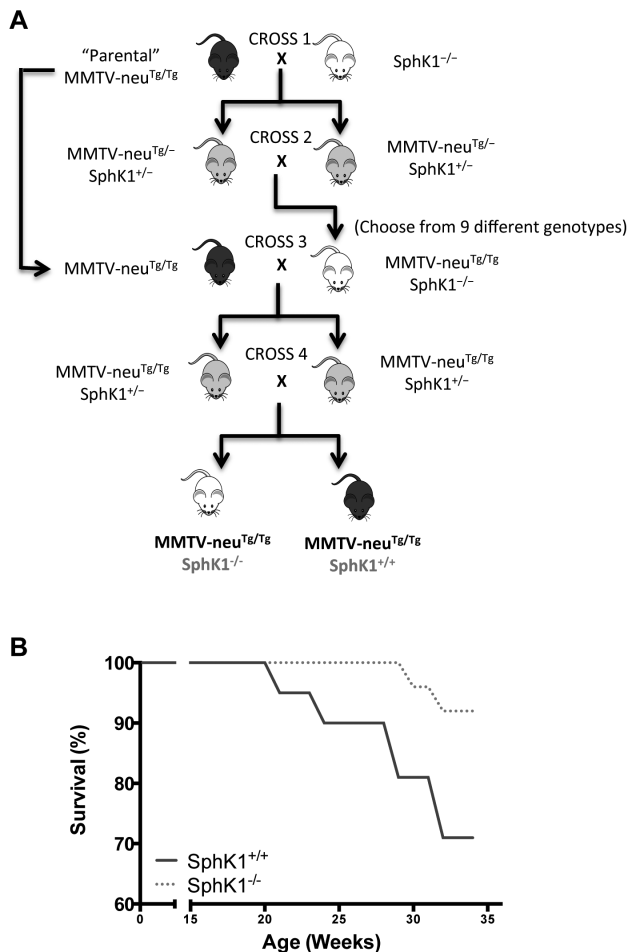 A
"Parental"
MMTV-neuTg/Tg
CROSS 1
X
SphK1−/−
MMTV-neuTg/−
SphK1+/−
CROSS 2
X
MMTV-neuTg/−
SphK1+/−
(Choose from 9 different genotypes)
MMTV-neuTg/Tg
CROSS 3
X
MMTV-neuTg/Tg
SphK1−/−
MMTV-neuTg/Tg
SphK1+/−
CROSS 4
X
MMTV-neuTg/Tg
SphK1+/−
MMTV-neuTg/Tg
SphK1-/-
MMTV-neuTg/Tg
SphK1+/+
B
Survival (%)
100
90
80
70
60
SphK1+/+
SphK1-/-
0 15 20 25 30 35
Age (Weeks)